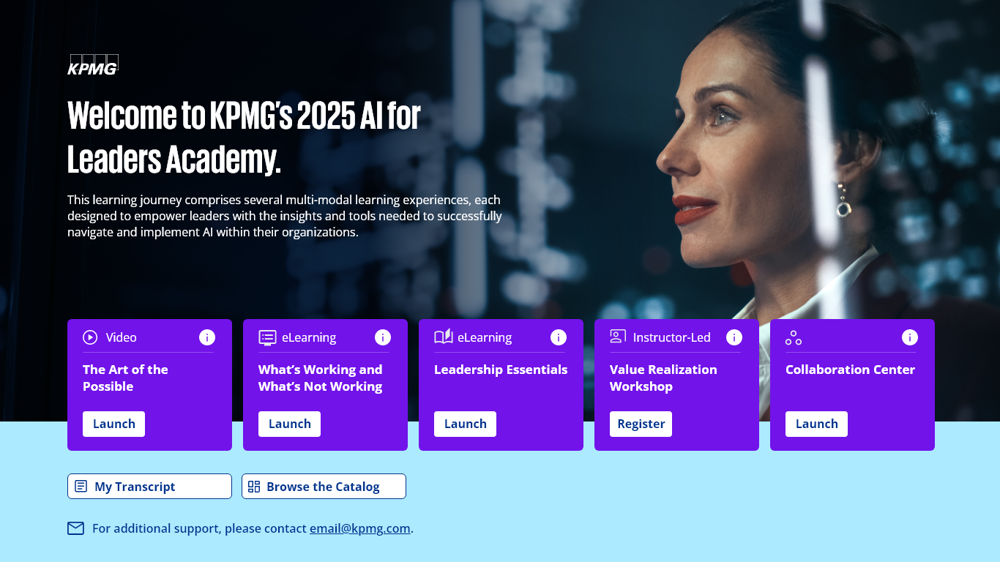 KPMG
Welcome to KPMG's 2025 AI for
Leaders Academy.
This learning journey comprises several multi-modal learning experiences, each
designed to empower leaders with the insights and tools needed to successfully
navigate and implement AI within their organizations.
Video
The Art of the
Possible
Launch
eLearning
What's Working and
What's Not Working
Launch
eLearning
Leadership Essentials
Launch
Instructor-Led
Value Realization
Workshop
Register
Collaboration Center
Launch
My Transcript
Browse the Catalog
For additional support, please contact email@kpmg.com.